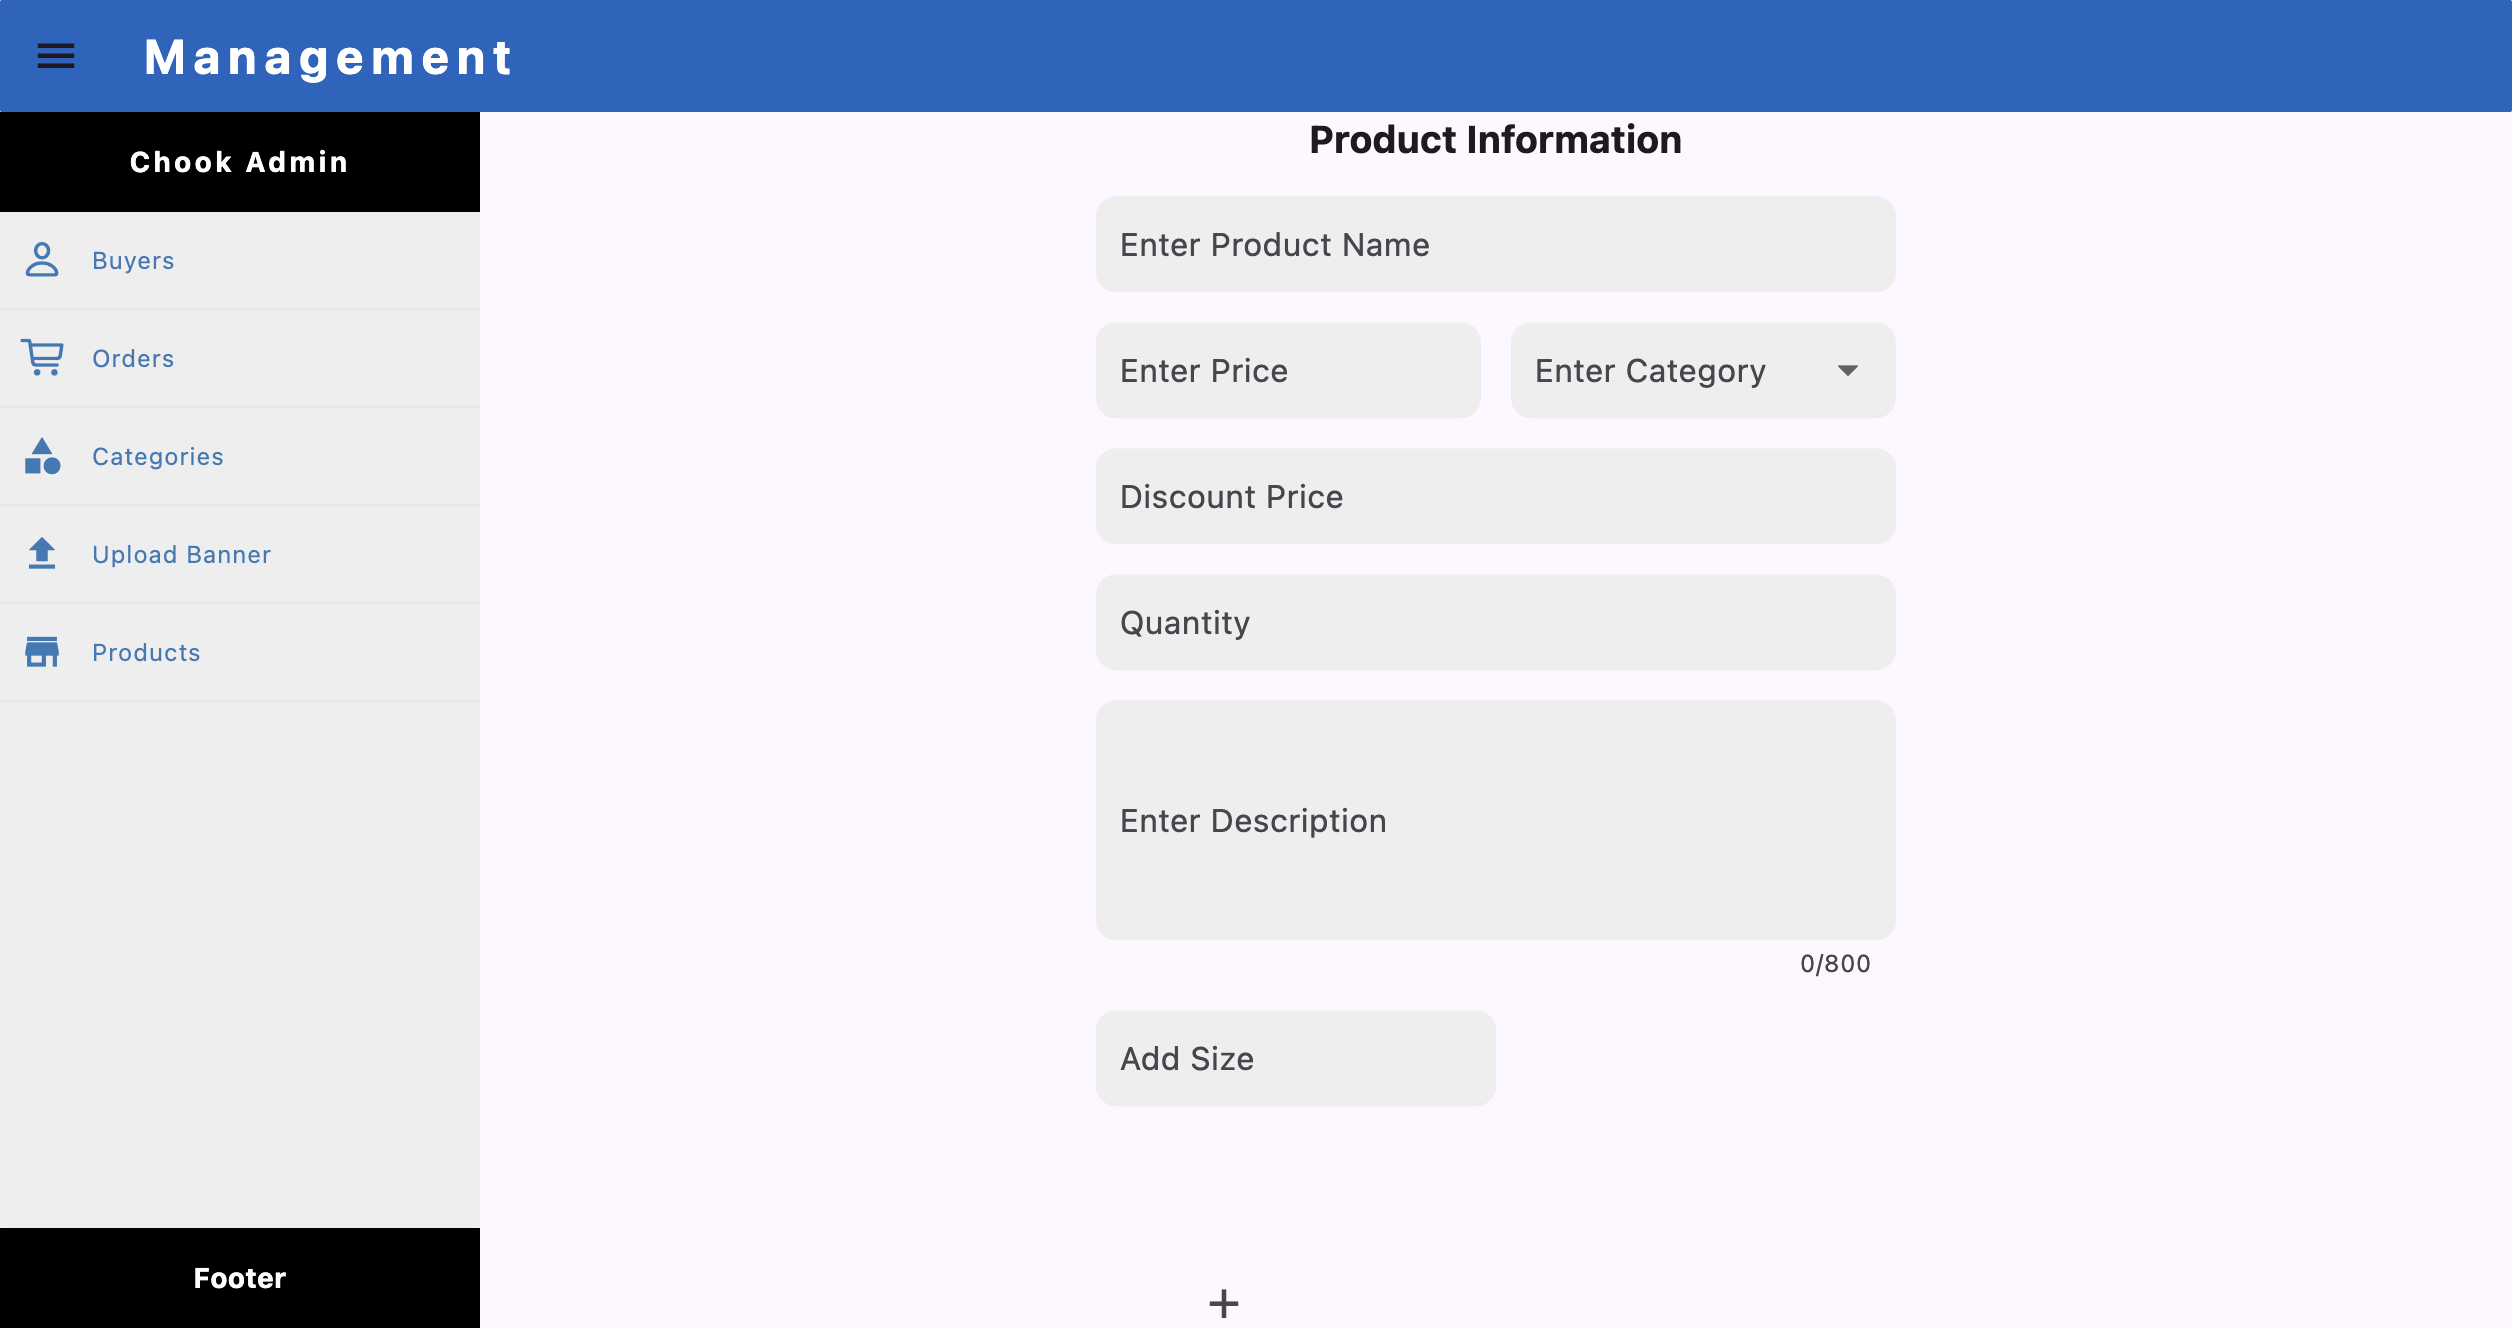 Management
Chook Admin
Buyers
Orders
Categories
Upload Banner
Products
Footer
Product Information
Enter Product Name
Enter Price
Enter Category
Discount Price
Quantity
Enter Description
0/800
Add Size